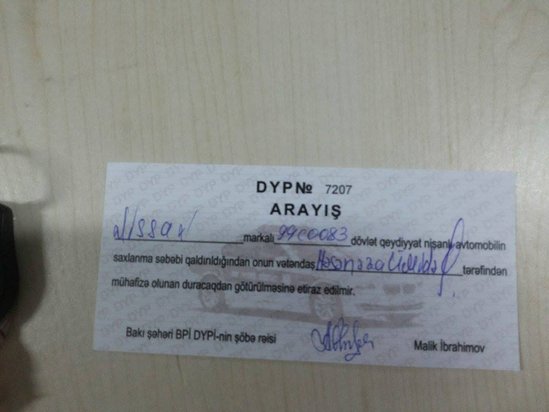 DYP№ 7207
ARAYIŞ
Nissan markalı 99CO083 dövlət qeydiyyat nişanlı avtomobilin
saxlanma səbəbi qaldırıldığından onun vətəndaş tərəfindən
mühafizə olunan duracaqdan götürülməsinə etiraz edilmir.
Bakı şəhəri BPİ DYPİ-nin şöbə rəisi Malik İbrahimov